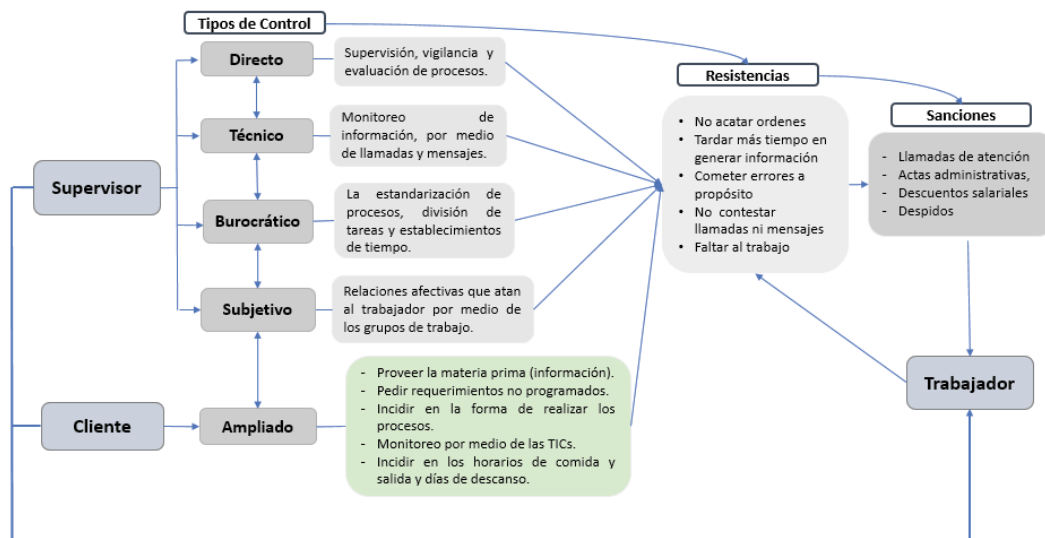 Tipos de Control
Directo
Supervisión, vigilancia y
evaluación de procesos.
Técnico
Monitoreo de
información, por medio
de llamadas y mensajes.
Supervisor
Burocrático
La estandarización de
procesos, división de
tareas y establecimientos
de tiempo.
Subjetivo
Relaciones afectivas que atan
al trabajador por medio de
los grupos de trabajo.
Cliente
Ampliado
- Proveer la materia prima (información).
- Pedir requerimientos no programados.
- Incidir en la forma de realizar los
procesos.
- Monitoreo por medio de las TICs.
- Incidir en los horarios de comida y
salida y días de descanso.
Resistencias
• No acatar ordenes
• Tardar más tiempo en
generar información
• Cometer errores a
propósito
• No contestar
llamadas ni mensajes
• Faltar al trabajo
Sanciones
- Llamadas de atención
- Actas administrativas,
- Descuentos salariales
- Despidos
Trabajador